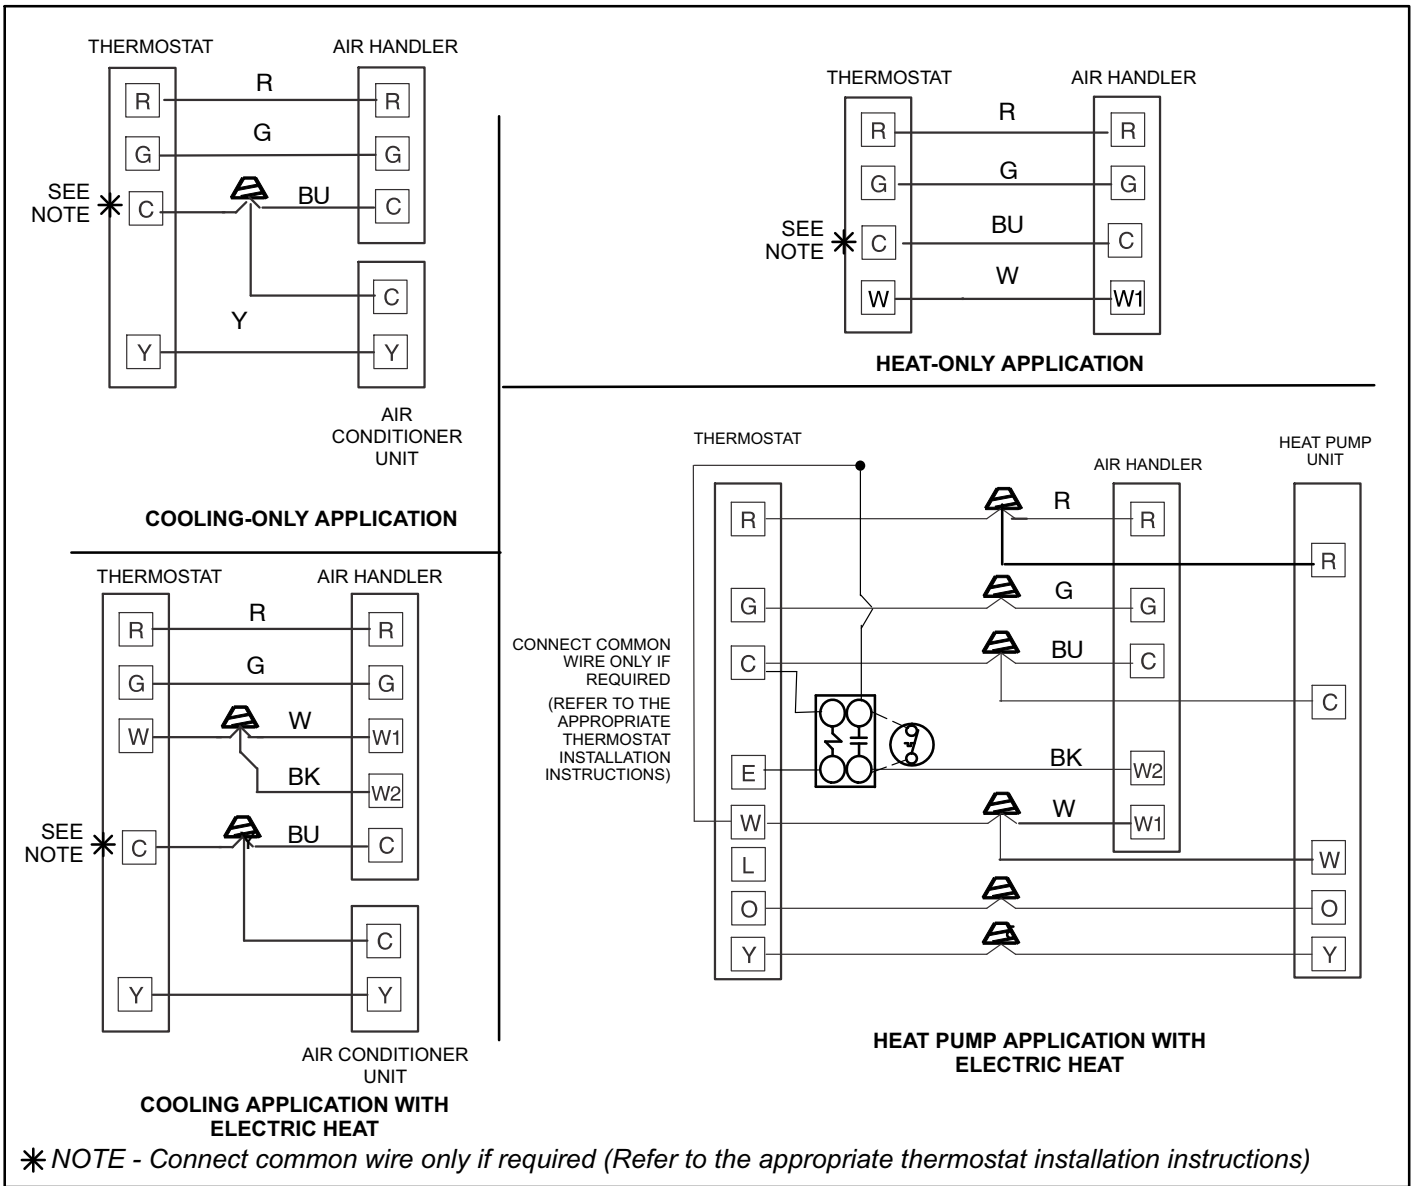 THERMOSTAT
AIR HANDLER
R
R
R
G
G
G
SEE
NOTE
C
BU
C
C
Y
Y
Y
AIR
CONDITIONER
UNIT
COOLING-ONLY APPLICATION
THERMOSTAT
AIR HANDLER
R
R
R
G
G
G
SEE
NOTE
C
BU
C
W
W
W1
HEAT-ONLY APPLICATION
THERMOSTAT
AIR HANDLER
R
R
R
G
G
G
W
W
W1
BK
W2
SEE
NOTE
C
BU
C
C
Y
Y
AIR CONDITIONER
UNIT
COOLING APPLICATION WITH
ELECTRIC HEAT
THERMOSTAT
AIR HANDLER
HEAT PUMP
UNIT
R
R
R
R
G
G
G
CONNECT COMMON
WIRE ONLY IF
REQUIRED
(REFER TO THE
APPROPRIATE
THERMOSTAT
INSTALLATION
INSTRUCTIONS)
C
BU
C
C
E
BK
W2
W
W
W1
W
L
O
O
Y
Y
HEAT PUMP APPLICATION WITH
ELECTRIC HEAT
NOTE - Connect common wire only if required (Refer to the appropriate thermostat installation instructions)